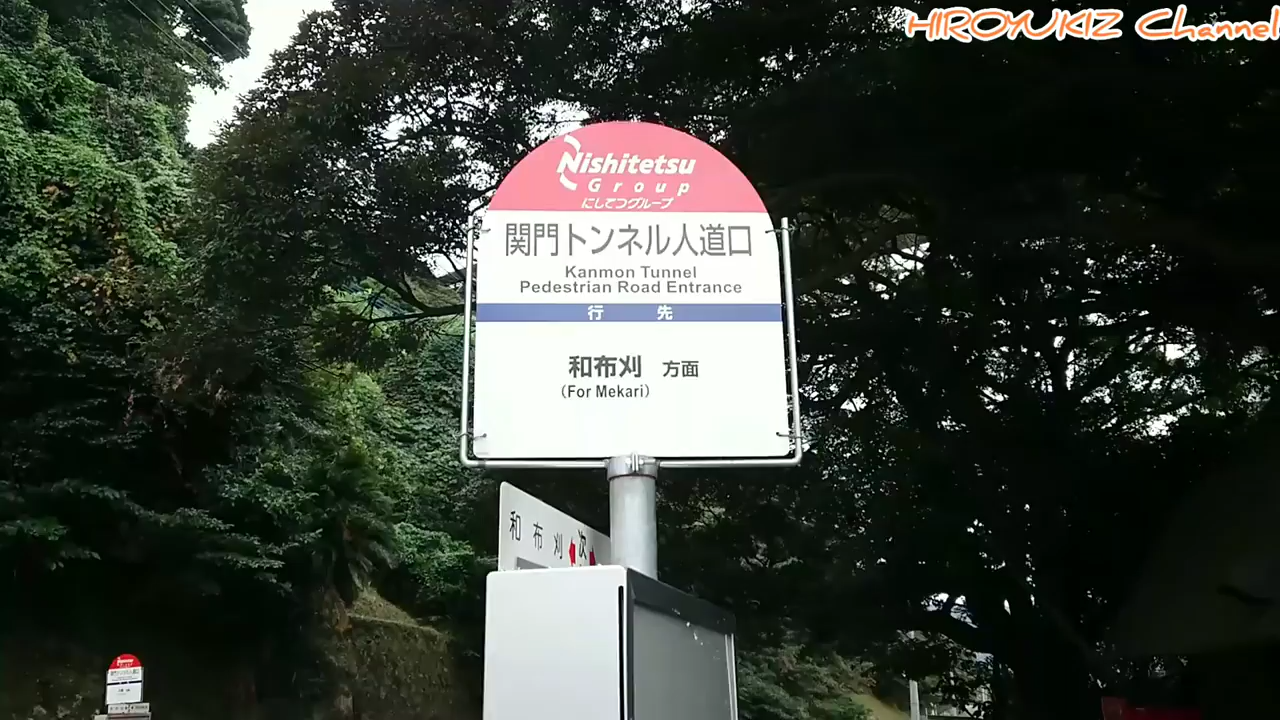 HIROYUKIZ Channel
Nishitetsu
Group
にしてつグループ
関門トンネル人道口
Kanmon Tunnel
Pedestrian Road Entrance
行先
和布刈 方面
(For Mekari)
和布刈 次